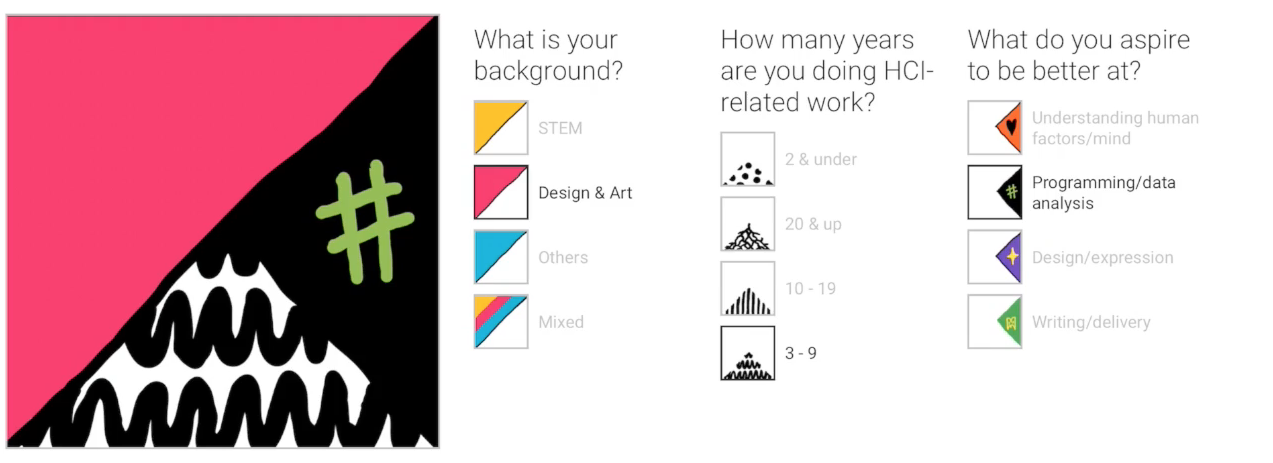 What is your
background?
STEM
Design & Art
Others
Mixed
How many years
are you doing HCI-
related work?
2 & under
20 & up
10 - 19
3 - 9
What do you aspire
to be better at?
Understanding human
factors/mind
Programming/data
analysis
Design/expression
Writing/delivery
#